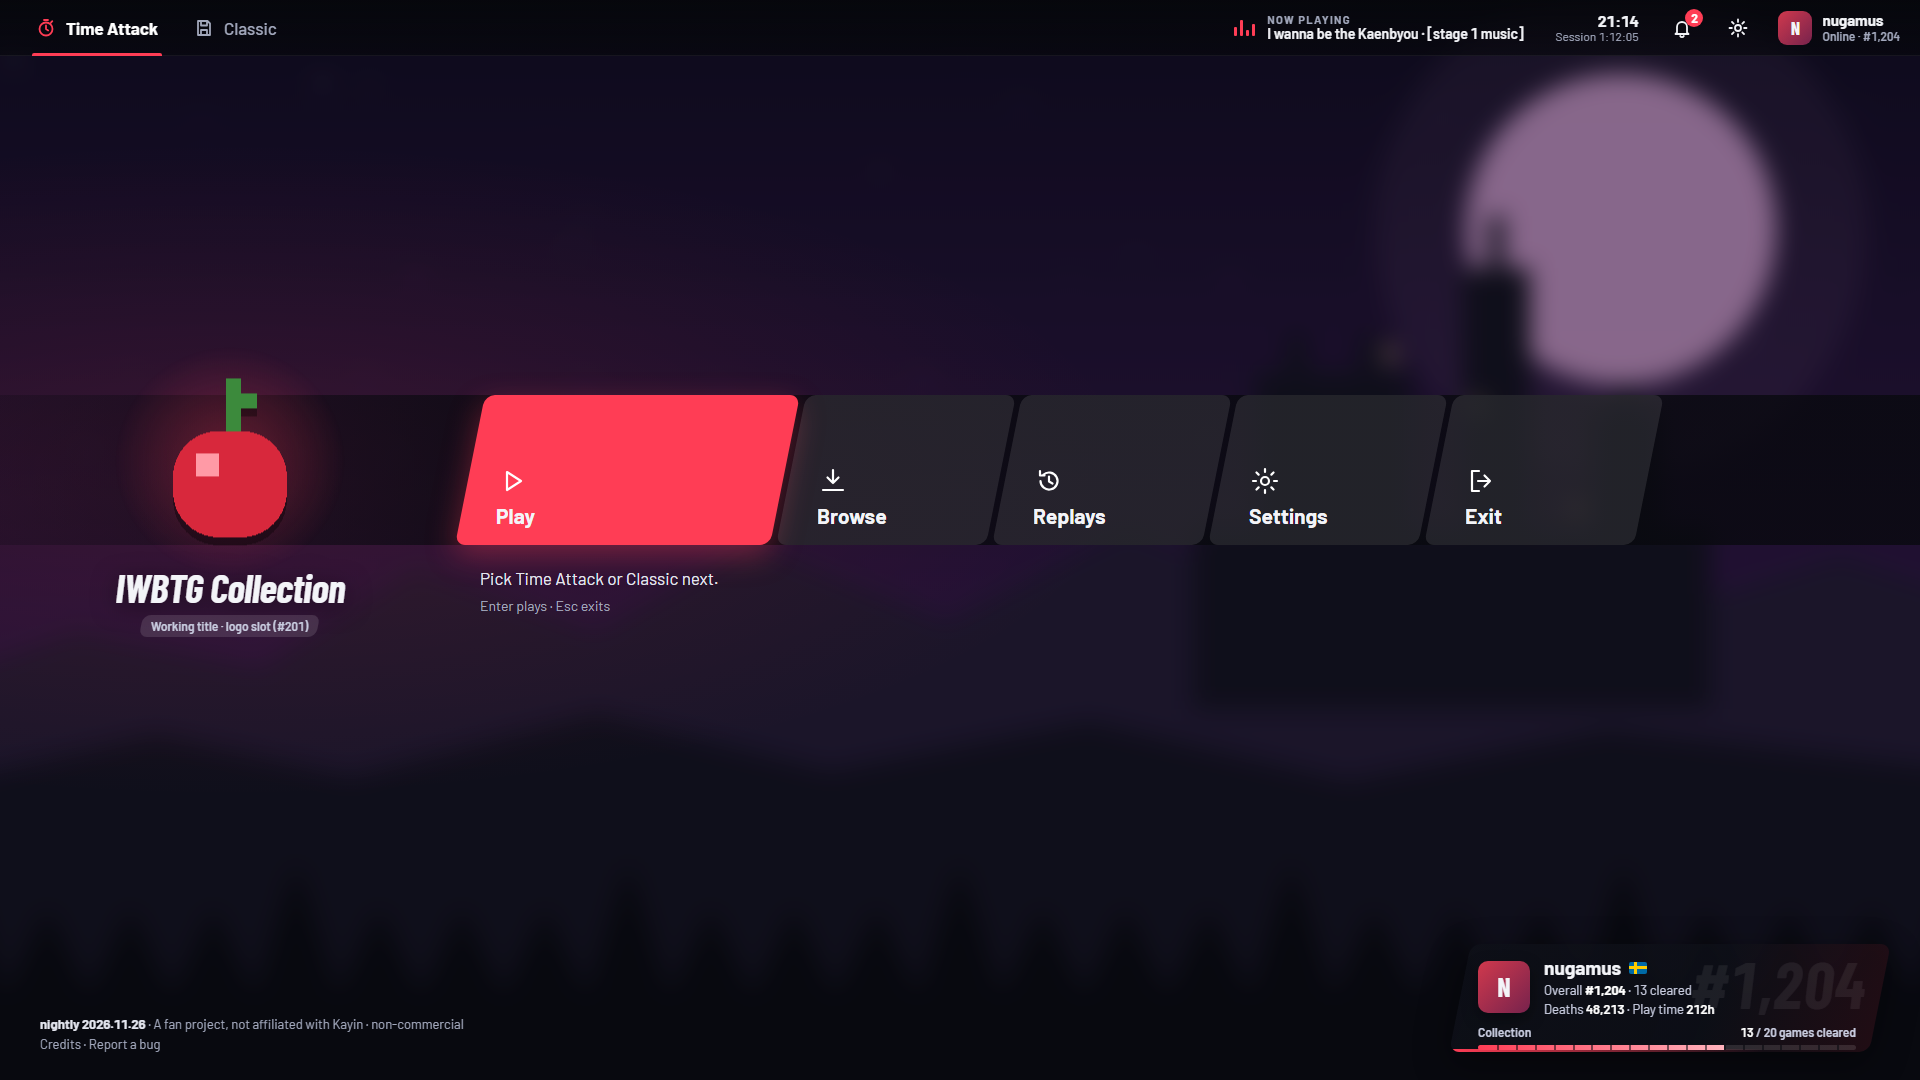 Time Attack
Classic
NOW PLAYING
I wanna be the Kaenbyou · [stage 1 music]
21:14
Session 1:12:05
2
N
nugamus
Online · #1,204
Play
Browse
Replays
Settings
Exit
IWBTG Collection
Working title · logo slot (#201)
Pick Time Attack or Classic next.
Enter plays · Esc exits
nightly 2026.11.26 · A fan project, not affiliated with Kayin · non-commercial
Credits · Report a bug
N
nugamus
#1,204
Overall #1,204 · 13 cleared
Deaths 46,213 · Play time 212h
Collection
13 / 20 games cleared